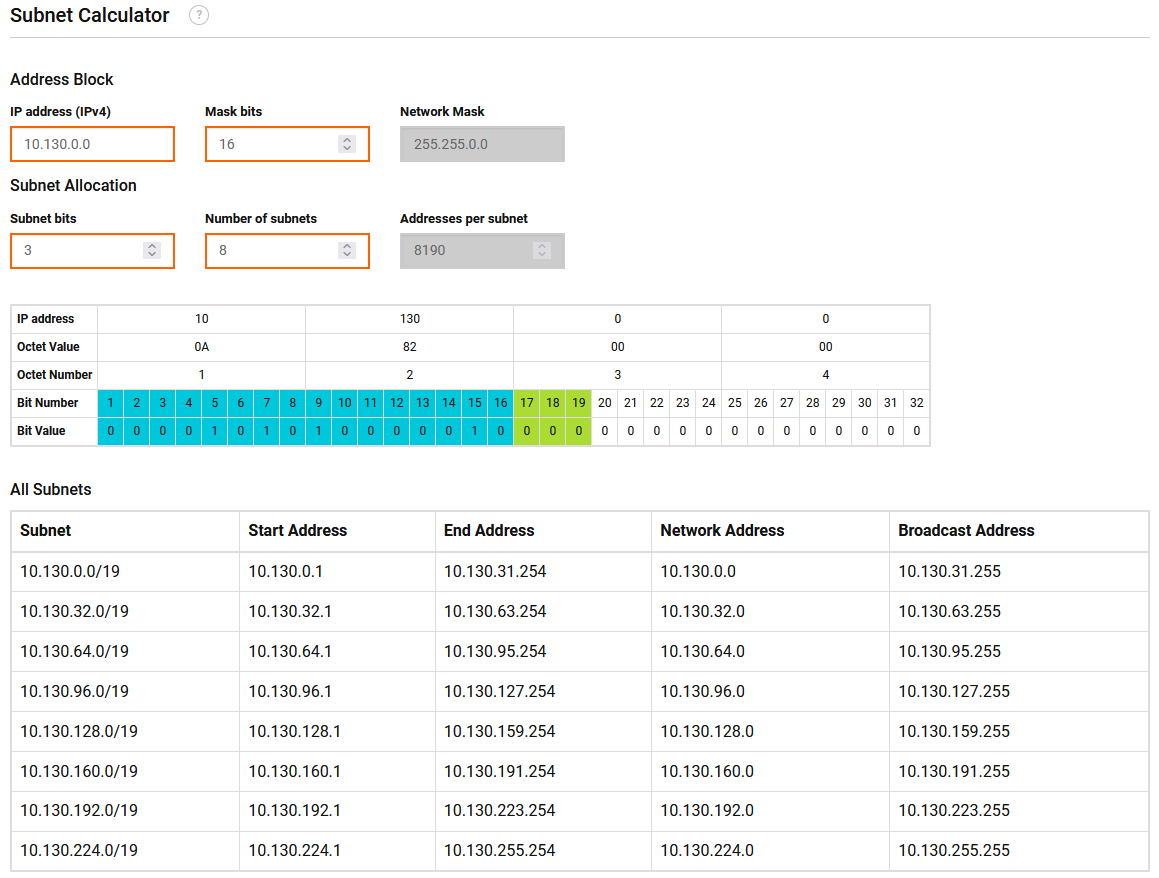 Subnet Calculator ?
Address Block
IP address (IPv4) Mask bits Network Mask
10.130.0.0 16 255.255.0.0
Subnet Allocation
Subnet bits Number of subnets Addresses per subnet
3 8 8190
IP address 10 130 0 0
Octet Value 0A 82 00 00
Octet Number 1 2 3 4
Bit Number 1 2 3 4 5 6 7 8 9 10 11 12 13 14 15 16 17 18 19 20 21 22 23 24 25 26 27 28 29 30 31 32
Bit Value 0 0 0 0 1 0 1 0 1 0 0 0 0 0 1 0 0 0 0 0 0 0 0 0 0 0 0 0 0 0 0 0
All Subnets
Subnet Start Address End Address Network Address Broadcast Address
10.130.0.0/19 10.130.0.1 10.130.31.254 10.130.0.0 10.130.31.255
10.130.32.0/19 10.130.32.1 10.130.63.254 10.130.32.0 10.130.63.255
10.130.64.0/19 10.130.64.1 10.130.95.254 10.130.64.0 10.130.95.255
10.130.96.0/19 10.130.96.1 10.130.127.254 10.130.96.0 10.130.127.255
10.130.128.0/19 10.130.128.1 10.130.159.254 10.130.128.0 10.130.159.255
10.130.160.0/19 10.130.160.1 10.130.191.254 10.130.160.0 10.130.191.255
10.130.192.0/19 10.130.192.1 10.130.223.254 10.130.192.0 10.130.223.255
10.130.224.0/19 10.130.224.1 10.130.255.254 10.130.224.0 10.130.255.255